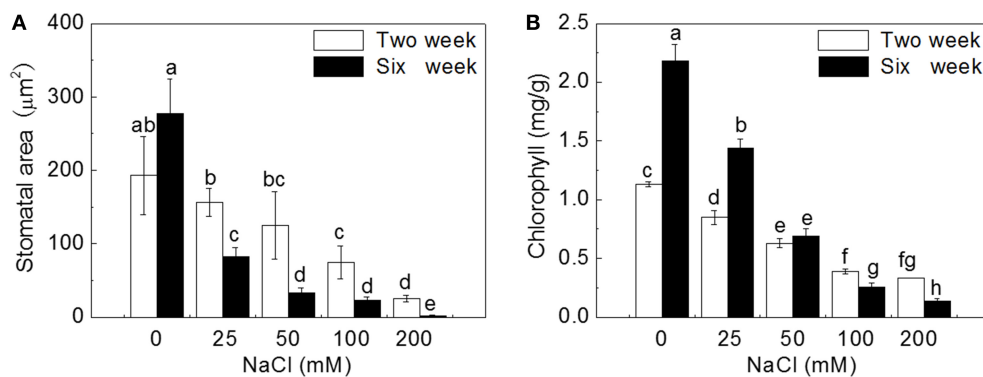 A
Stomatal area (μm²)
400
300
200
100
0
Two week
Six week
ab
a
b
c
bc
d
c
d
d
e
0 25 50 100 200
NaCl (mM)
B
Chlorophyll (mg/g)
2.5
2.0
1.5
1.0
0.5
0.0
Two week
Six week
c
a
d
b
e
e
f
g
fg
h
0 25 50 100 200
NaCl (mM)